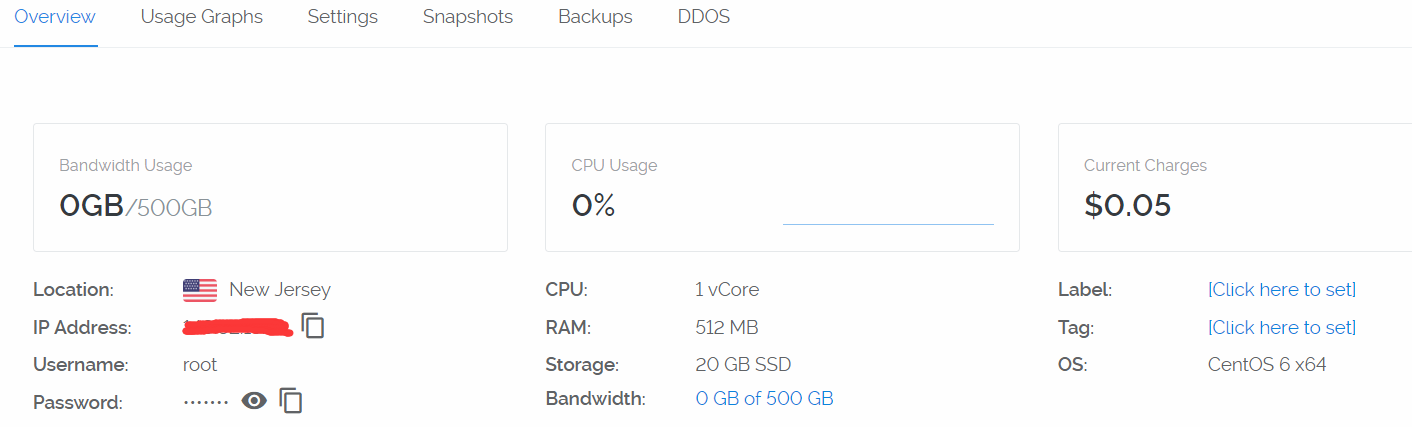 Overview Usage Graphs Settings Snapshots Backups DDOS
Bandwidth Usage
0GB/500GB
CPU Usage
0%
Current Charges
$0.05
Location: New Jersey
IP Address:
Username: root
Password: ·······
CPU: 1 vCore
RAM: 512 MB
Storage: 20 GB SSD
Bandwidth: 0 GB of 500 GB
Label: [Click here to set]
Tag: [Click here to set]
OS: CentOS 6 x64